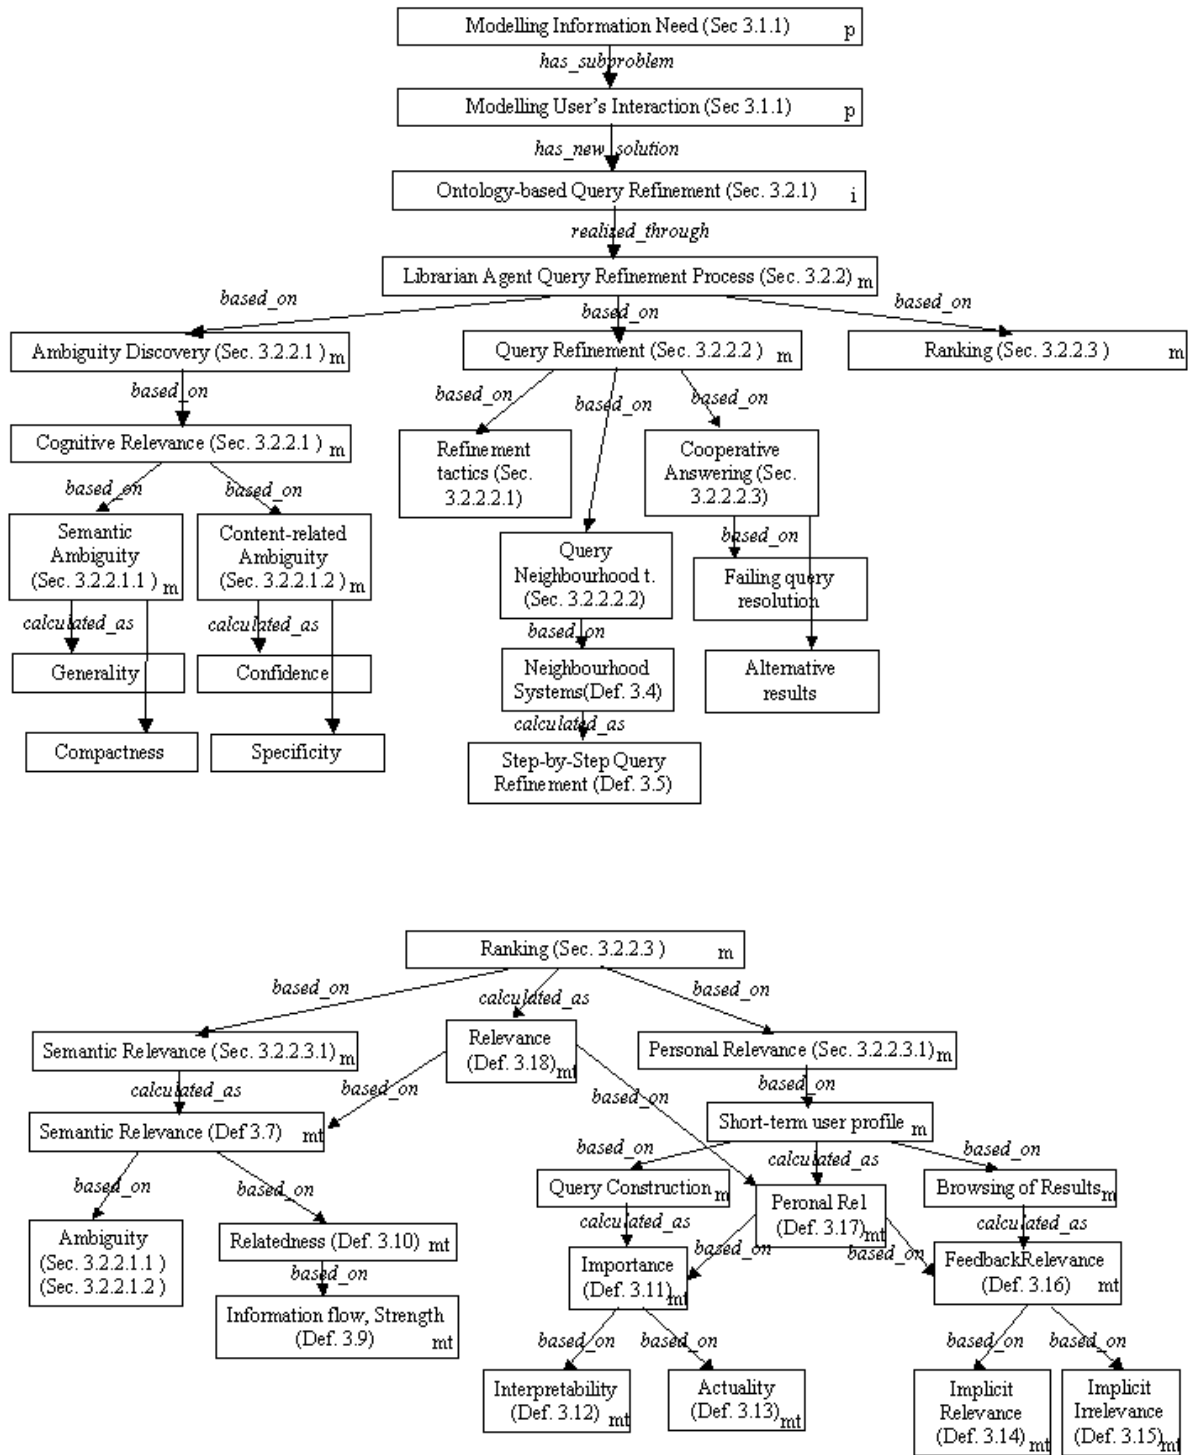 Modelling Information Need (Sec 3.1.1) p
has_subproblem
Modelling User's Interaction (Sec 3.1.1) p
has_new_solution
Ontology-based Query Refinement (Sec. 3.2.1) i
realized_through
Librarian Agent Query Refinement Process (Sec. 3.2.2) m
based_on
based_on
based_on
Ambiguity Discovery (Sec. 3.2.2.1 ) m
Query Refinement (Sec. 3.2.2.2 ) m
Ranking (Sec. 3.2.2.3 ) m
based_on
based_on
based_on
based_on
Cognitive Relevance (Sec. 3.2.2.1 ) m
Refinement
tactics (Sec.
3.2.2.2.1)
Cooperative
Answering (Sec.
3.2.2.2.3)
based_on
based_on
Semantic
Ambiguity
(Sec. 3.2.2.1.1 ) m
Content-related
Ambiguity
(Sec. 3.2.2.1.2 ) m
Query
Neighbourhood t.
(Sec. 3.2.2.2.2)
based_on
Failing query
resolution
calculated_as
calculated_as
based_on
Generality
Confidence
Neighbourhood
Systems(Def. 3.4)
Alternative
results
calculated_as
Compactness
Specificity
Step-by-Step Query
Refinement (Def. 3.5)
Ranking (Sec. 3.2.2.3 ) m
based_on
calculated_as
based_on
Semantic Relevance (Sec. 3.2.2.3.1) m
Relevance
(Def. 3.18) mt
Personal Relevance (Sec. 3.2.2.3.1) m
calculated_as
based_on
based_on
based_on
Semantic Relevance (Def 3.7) mt
Short-term user profile m
based_on
calculated_as
based_on
based_on
based_on
Query Construction m
Peronal Rel
(Def. 3.17) mt
Browsing of Results m
Ambiguity
(Sec. 3.2.2.1.1 )
(Sec. 3.2.2.1.2 )
Relatedness (Def. 3.10) mt
calculated_as
based_on
based_on
calculated_as
based_on
Importance
(Def. 3.11) mt
FeedbackRelevance
(Def. 3.16) mt
Information flow, Strength
(Def. 3.9) mt
based_on
based_on
based_on
based_on
Interpretability
(Def. 3.12) mt
Actuality
(Def. 3.13) mt
Implicit
Relevance
(Def. 3.14) mt
Implicit
Irrelevance
(Def. 3.15) mt